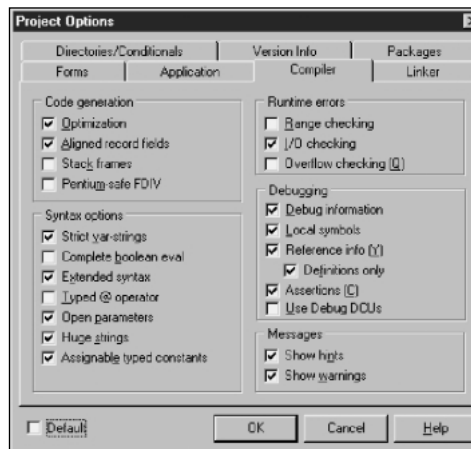 Project Options
Directories/Conditionals Version Info Packages
Forms Application Compiler Linker
Code generation
Optimization
Aligned record fields
Stack frames
Pentium-safe FDIV
Syntax options
Strict var-strings
Complete boolean eval
Extended syntax
Typed @ operator
Open parameters
Huge strings
Assignable typed constants
Runtime errors
Range checking
I/O checking
Overflow checking (Q)
Debugging
Debug information
Local symbols
Reference info (Y)
Definitions only
Assertions (C)
Use Debug DCUs
Messages
Show hints
Show warnings
Default OK Cancel Help